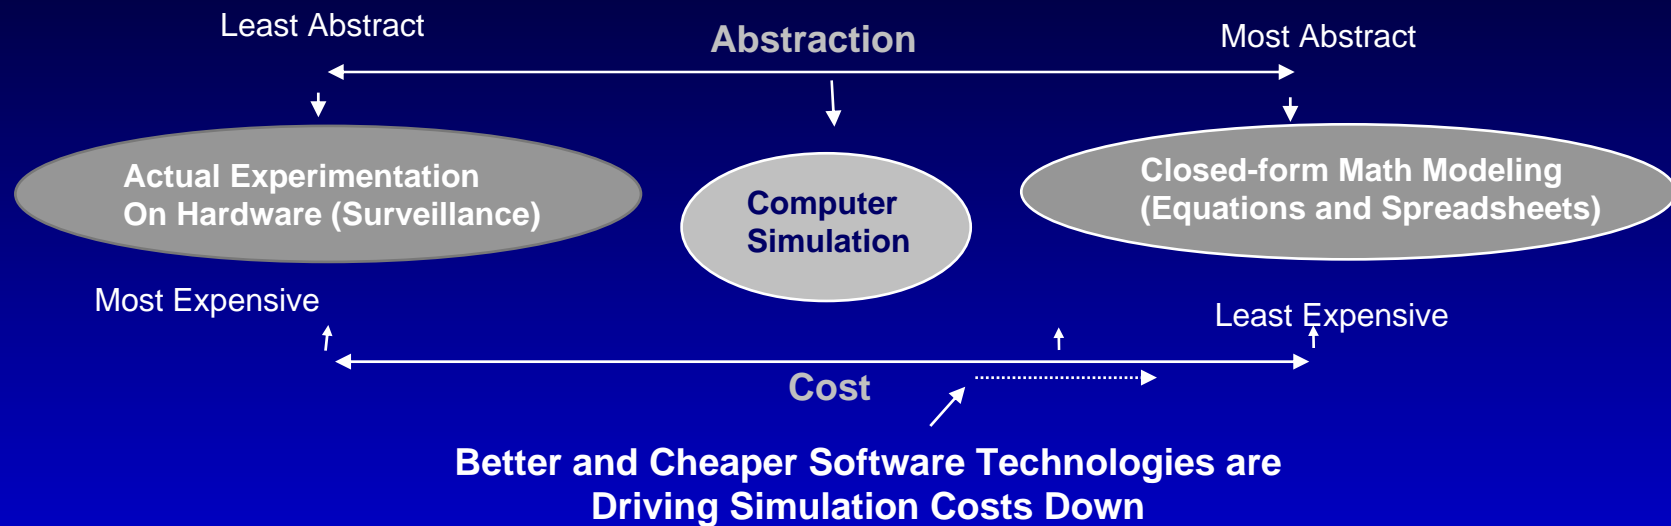 Least Abstract
Abstraction
Most Abstract
Actual Experimentation
On Hardware (Surveillance)
Computer
Simulation
Closed-form Math Modeling
(Equations and Spreadsheets)
Most Expensive
Least Expensive
Cost
Better and Cheaper Software Technologies are
Driving Simulation Costs Down